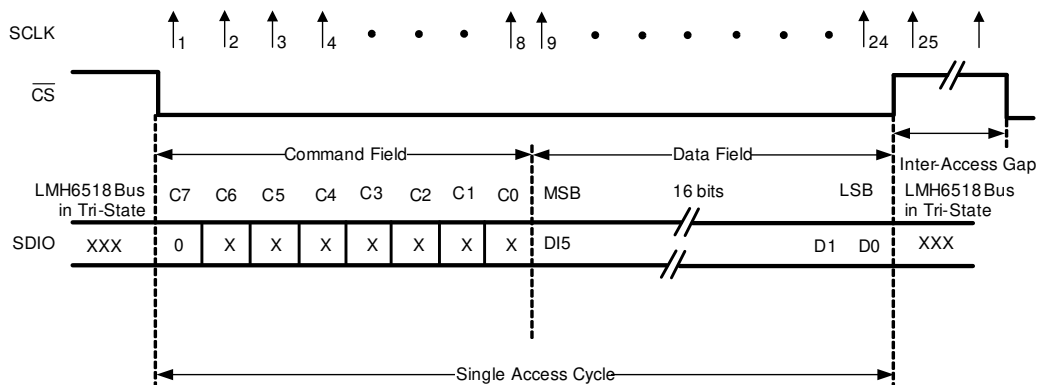 SCLK 1 2 3 4 8 9 24 25
CS
Command Field Data Field Inter-Access Gap
LMH6518 Bus in Tri-State C7 C6 C5 C4 C3 C2 C1 C0 MSB 16 bits LSB LMH6518 Bus in Tri-State
SDIO XXX 0 X X X X X X X DI5 D1 D0 XXX
Single Access Cycle